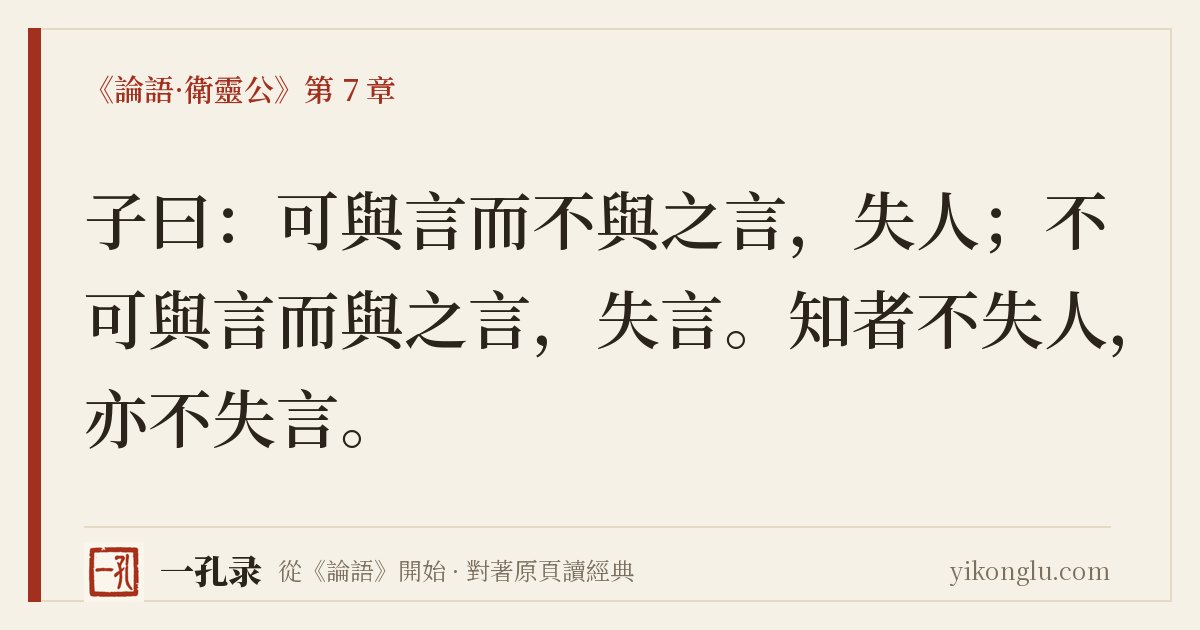 《論語·衛靈公》第 7 章
子曰：可與言而不與之言，失人；不
可與言而與之言，失言。知者不失人，
亦不失言。
一孔
一孔录 從《論語》開始 · 對著原頁讀經典
yikonglu.com